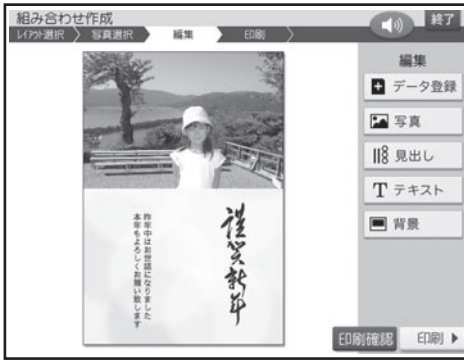 組み合わせ作成
終了
レイアウト選択
写真選択
編集
印刷
編集
データ登録
写真
見出し
T テキスト
背景
謹賀新年
昨年中はお世話になりました
本年もよろしくお願い致します
印刷確認
印刷